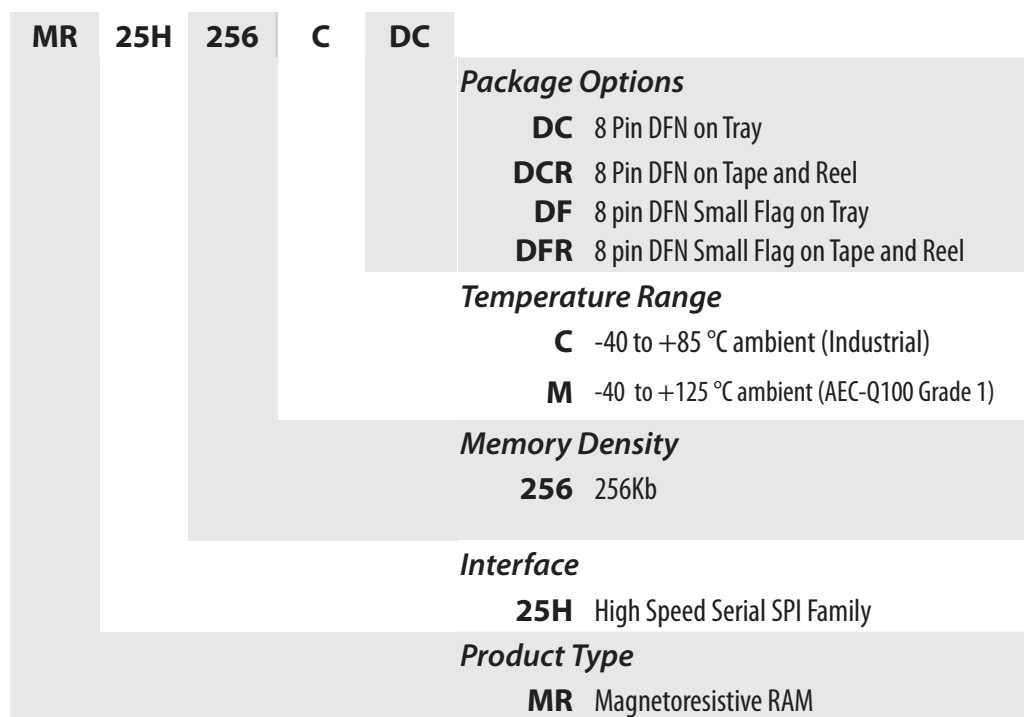 MR 25H 256 C DC
Package Options
DC 8 Pin DFN on Tray
DCR 8 Pin DFN on Tape and Reel
DF 8 pin DFN Small Flag on Tray
DFR 8 pin DFN Small Flag on Tape and Reel
Temperature Range
C -40 to +85 °C ambient (Industrial)
M -40 to +125 °C ambient (AEC-Q100 Grade 1)
Memory Density
256 256Kb
Interface
25H High Speed Serial SPI Family
Product Type
MR Magnetoresistive RAM